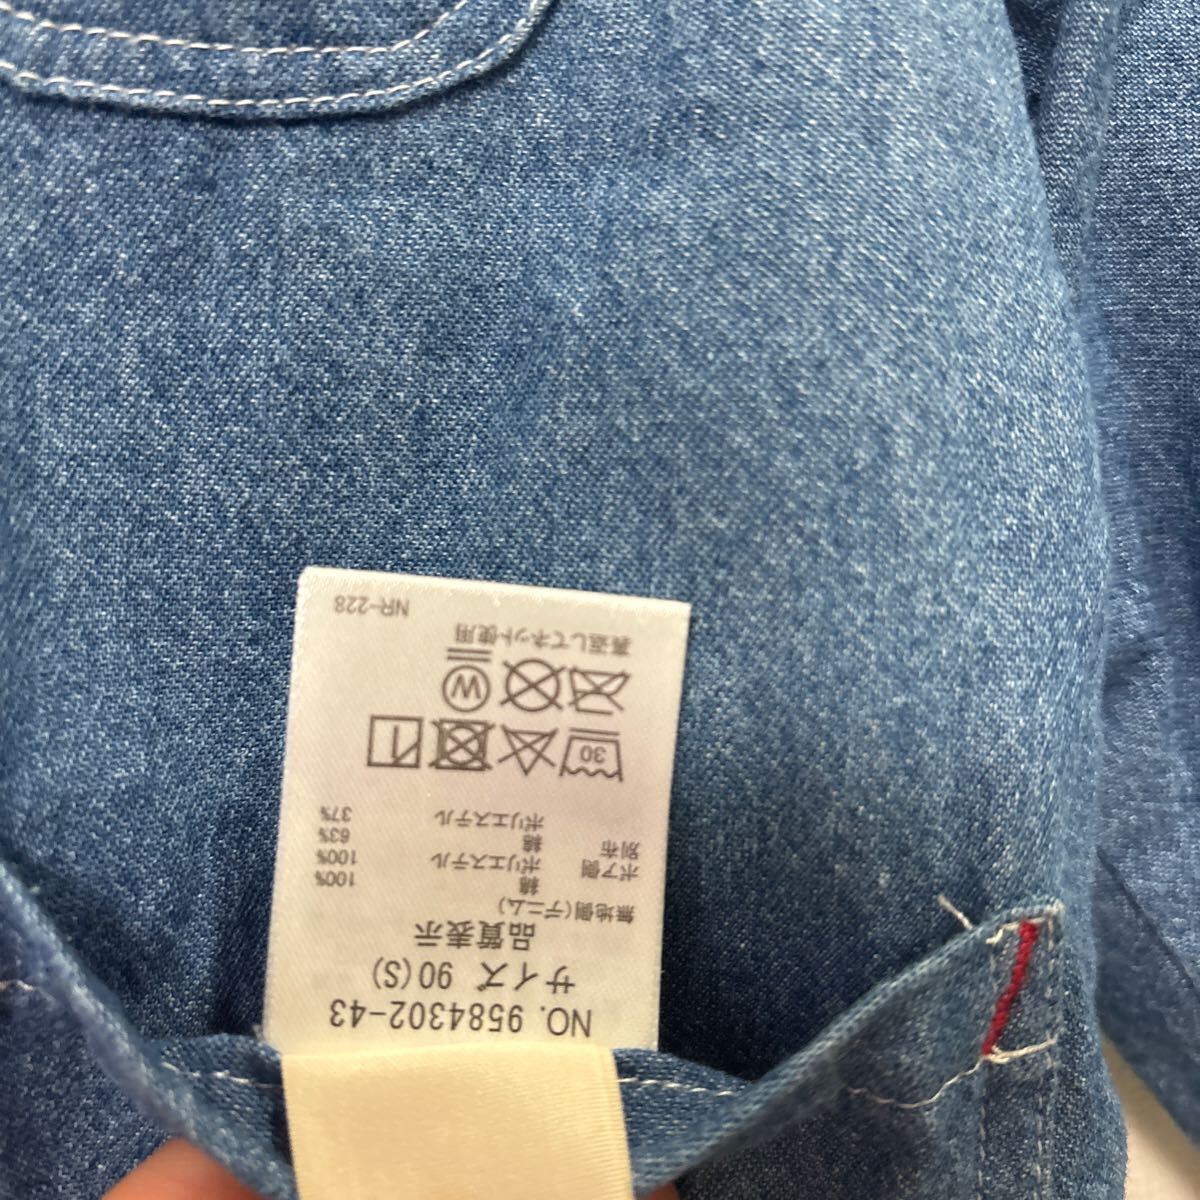 NO. 9584302-43
サイズ 90(S)
品質表示
無地側(デニム)
綿 100%
ボア側 ポリエステル 100%
別布 綿 63%
ポリエステル 37%
30
W
裏返してネット使用
NR-228